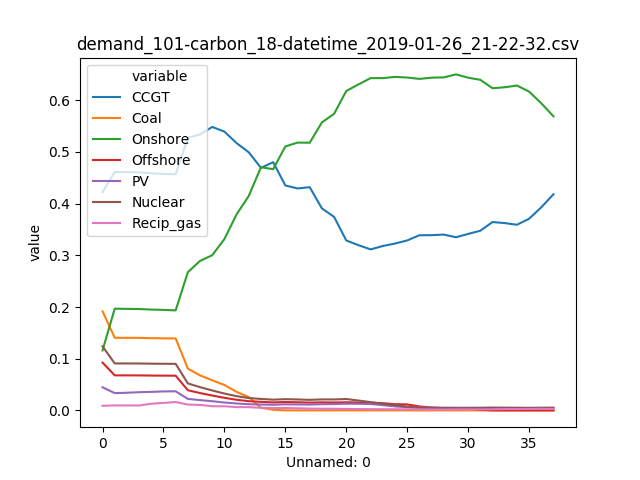 demand_101-carbon_18-datetime_2019-01-26_21-22-32.csv
variable
CCGT
Coal
Onshore
Offshore
PV
Nuclear
Recip_gas
value
0.6
0.5
0.4
0.3
0.2
0.1
0.0
0 5 10 15 20 25 30 35
Unnamed: 0